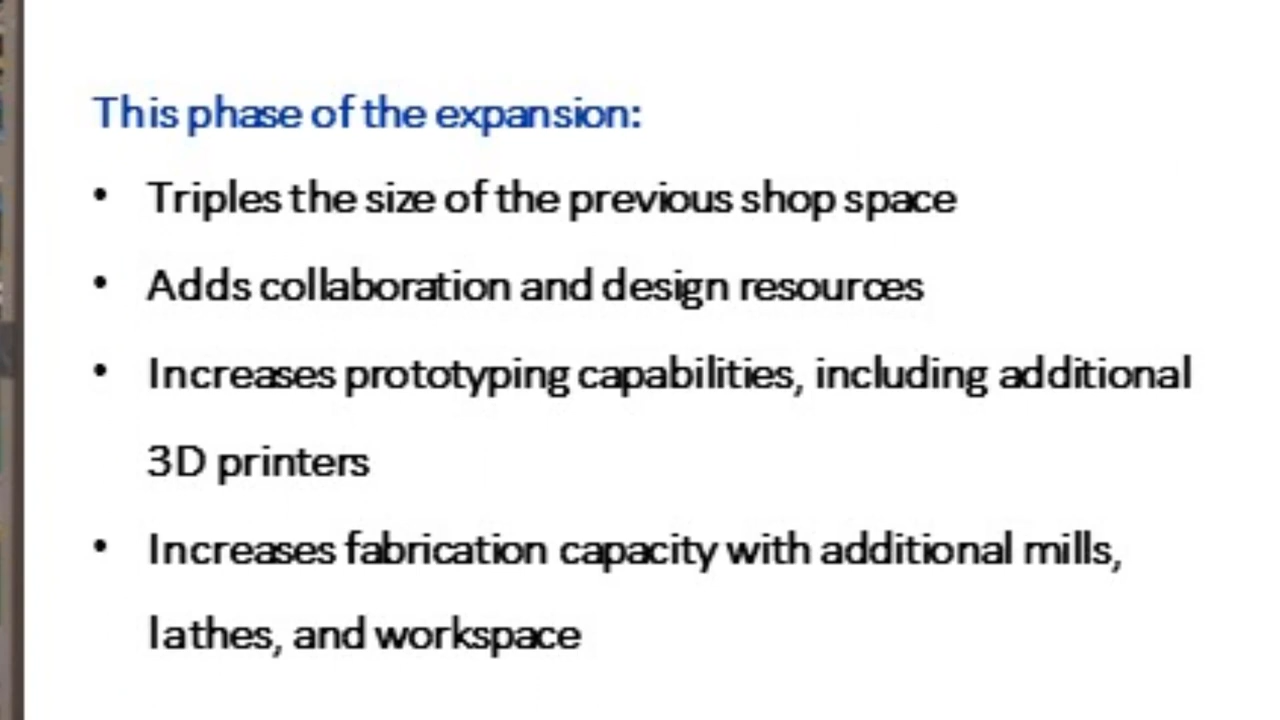 This phase of the expansion:
• Triples the size of the previous shop space
• Adds collaboration and design resources
• Increases prototyping capabilities, including additional
3D printers
• Increases fabrication capacity with additional mills,
lathes, and workspace